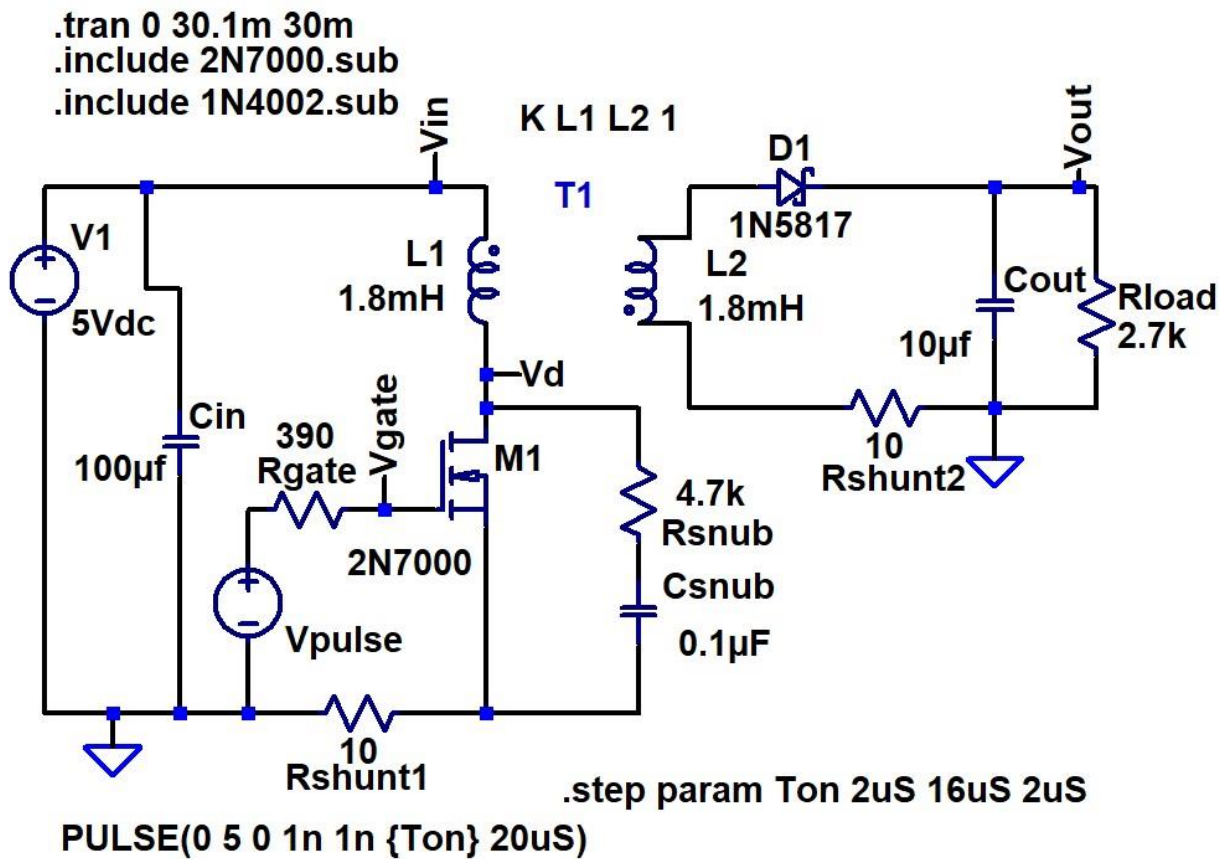 .tran 0 30.1m 30m
.include 2N7000.sub
.include 1N4002.sub
Vin
K L1 L2 1
T1
D1
1N5817
Vout
V1
5Vdc
L1
1.8mH
L2
1.8mH
Cout
10µf
Rload
2.7k
Vd
Cin
100µf
390
Rgate
Vgate
M1
2N7000
10
Rshunt2
4.7k
Rsnub
Csnub
0.1µF
Vpulse
10
Rshunt1
.step param Ton 2uS 16uS 2uS
PULSE(0 5 0 1n 1n {Ton} 20uS)